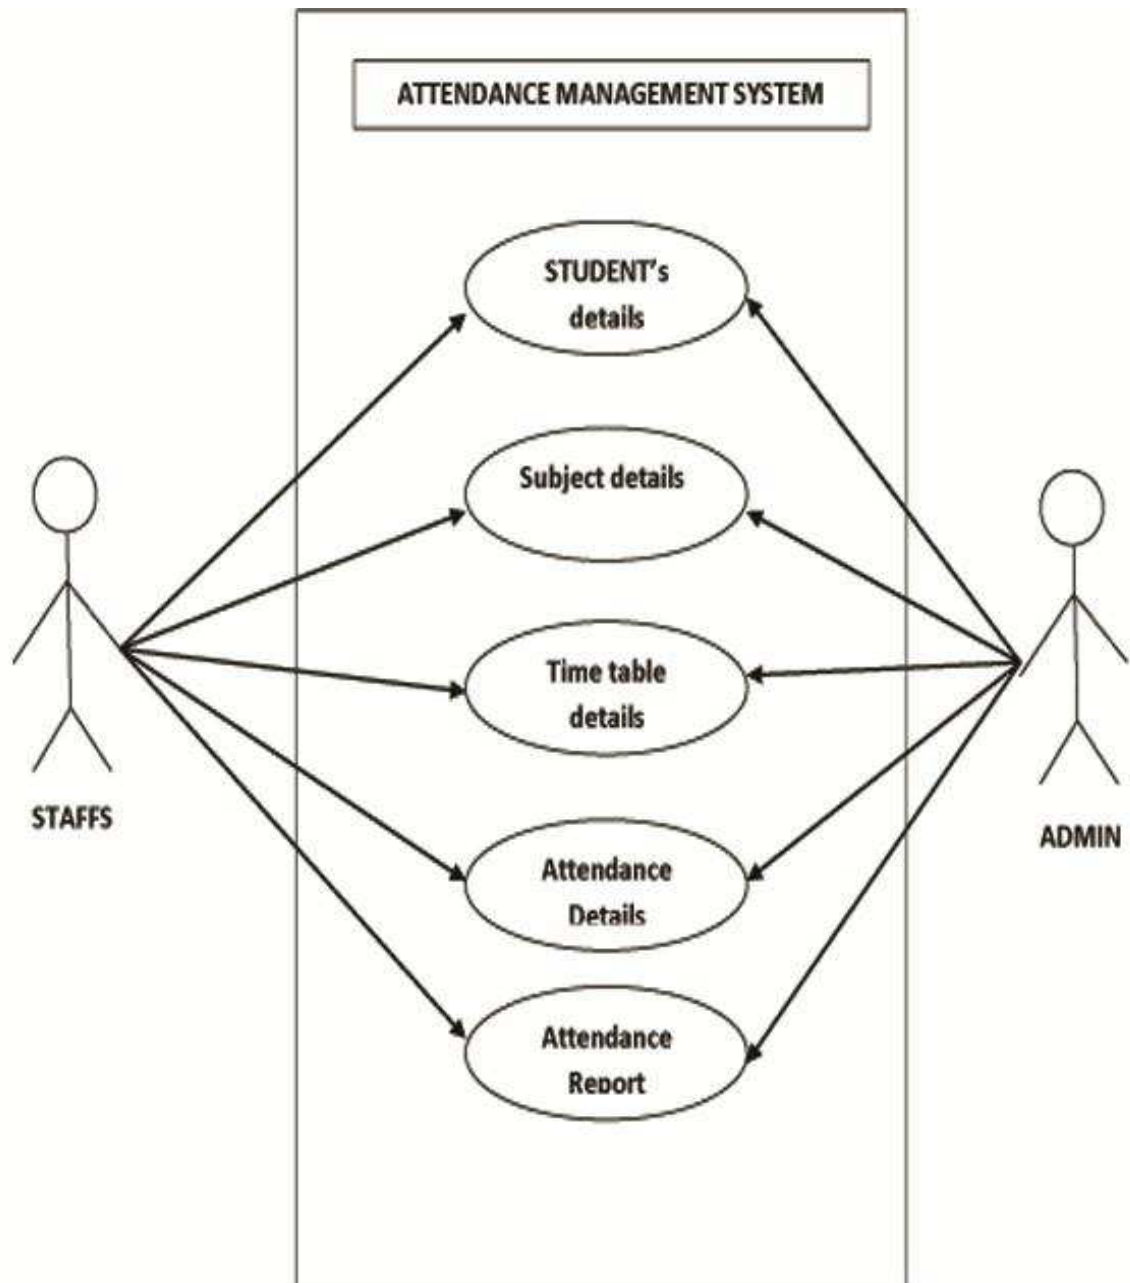 ATTENDANCE MANAGEMENT SYSTEM
STUDENT's
details
Subject details
Time table
details
STAFFS
ADMIN
Attendance
Details
Attendance
Report